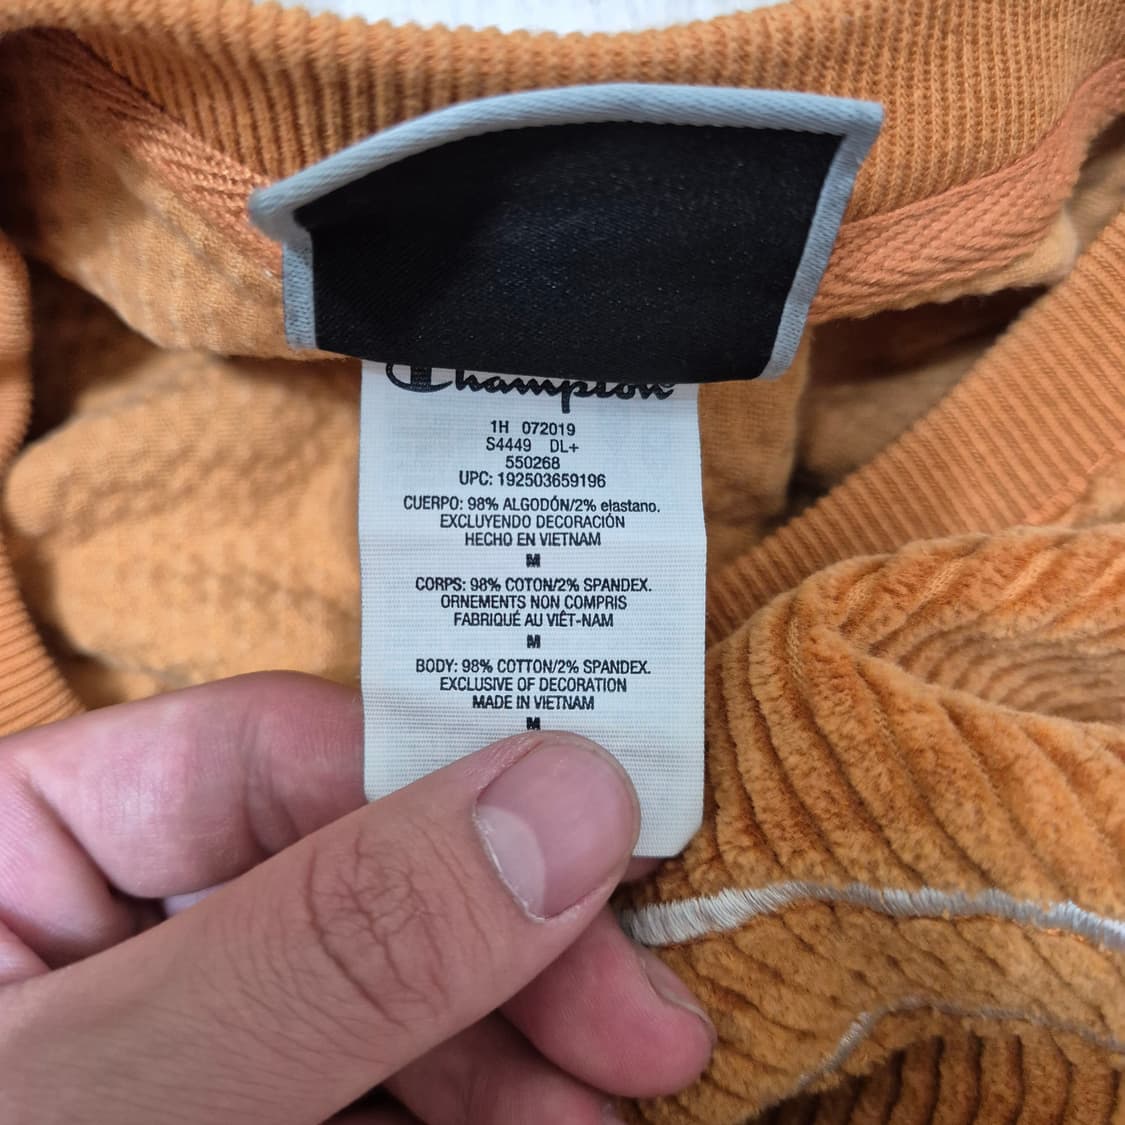 Champion
1H 072019
S4449 DL+
550268
UPC: 192503659196
CUERPO: 98% ALGODÓN/2% elastano.
EXCLUYENDO DECORACIÓN
HECHO EN VIETNAM
M
CORPS: 98% COTON/2% SPANDEX.
ORNEMENTS NON COMPRIS
FABRIQUÉ AU VIÊT-NAM
M
BODY: 98% COTTON/2% SPANDEX.
EXCLUSIVE OF DECORATION
MADE IN VIETNAM
M